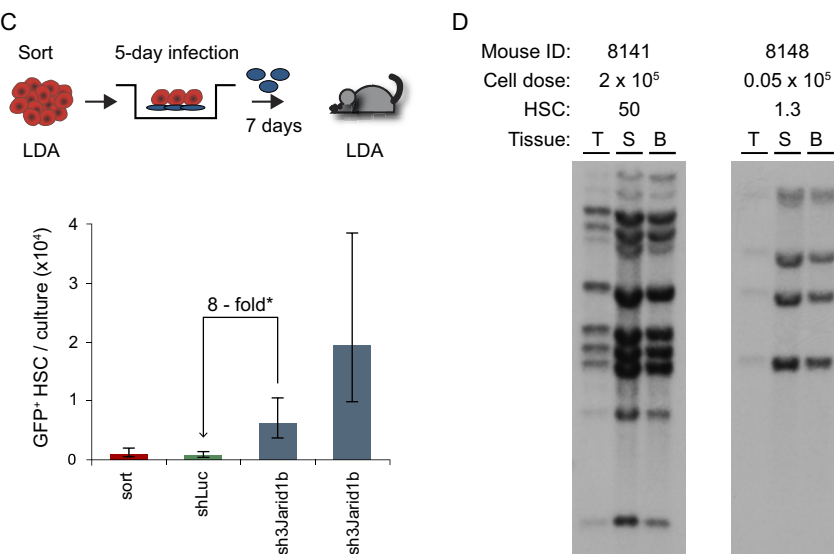 C
Sort
5-day infection
7 days
LDA
LDA
GFP⁺ HSC / culture (x10⁴)
4
3
2
1
0
8 - fold*
sort
shLuc
sh3Jarid1b
sh3Jarid1b
D
Mouse ID: 8141 8148
Cell dose: 2 x 10⁵ 0.05 x 10⁵
HSC: 50 1.3
Tissue: T S B T S B